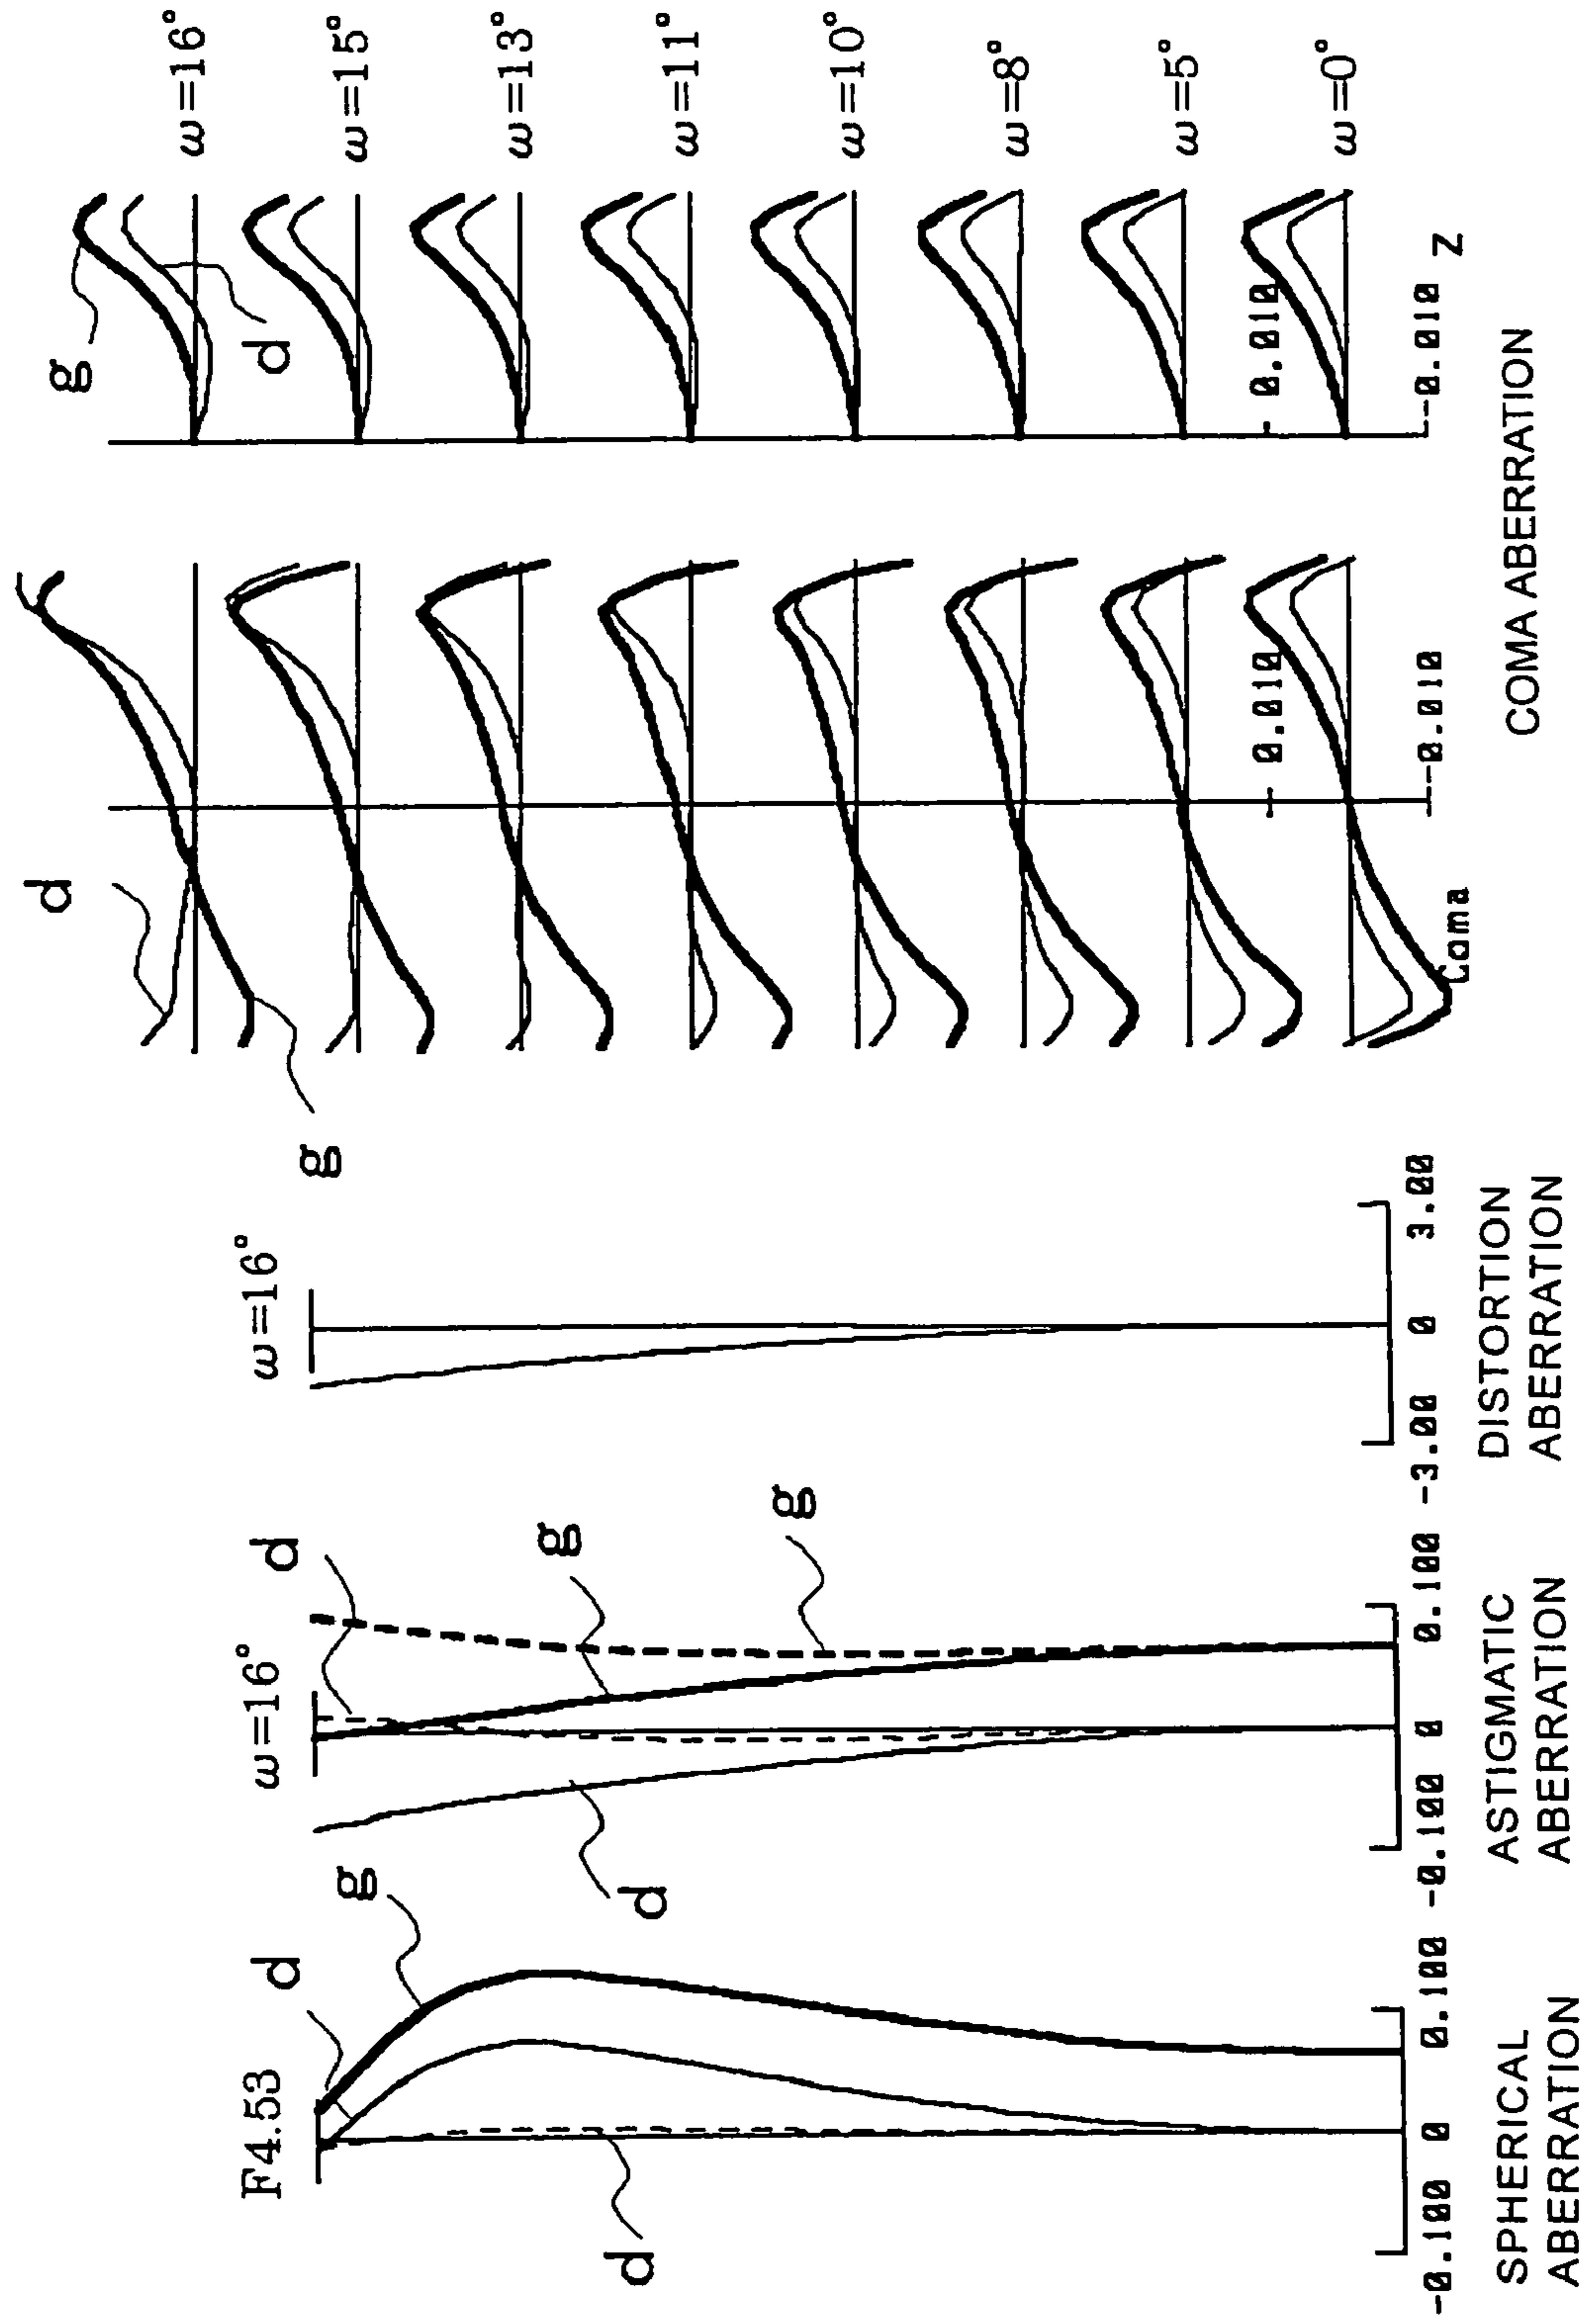 F4.53
d
g
d
-0.100 0 0.100
SPHERICAL
ABERRATION
ω=16°
d
g
g
d
-0.100 0 0.100
ASTIGMATIC
ABERRATION
ω=16°
-3.00 0 3.00
DISTORTION
ABERRATION
d
g
0.010
-0.010
Coma
g
d
ω=16°
ω=15°
ω=13°
ω=11°
ω=10°
ω=8°
ω=5°
ω=0°
0.010
-0.010
Z
COMA ABERRATION